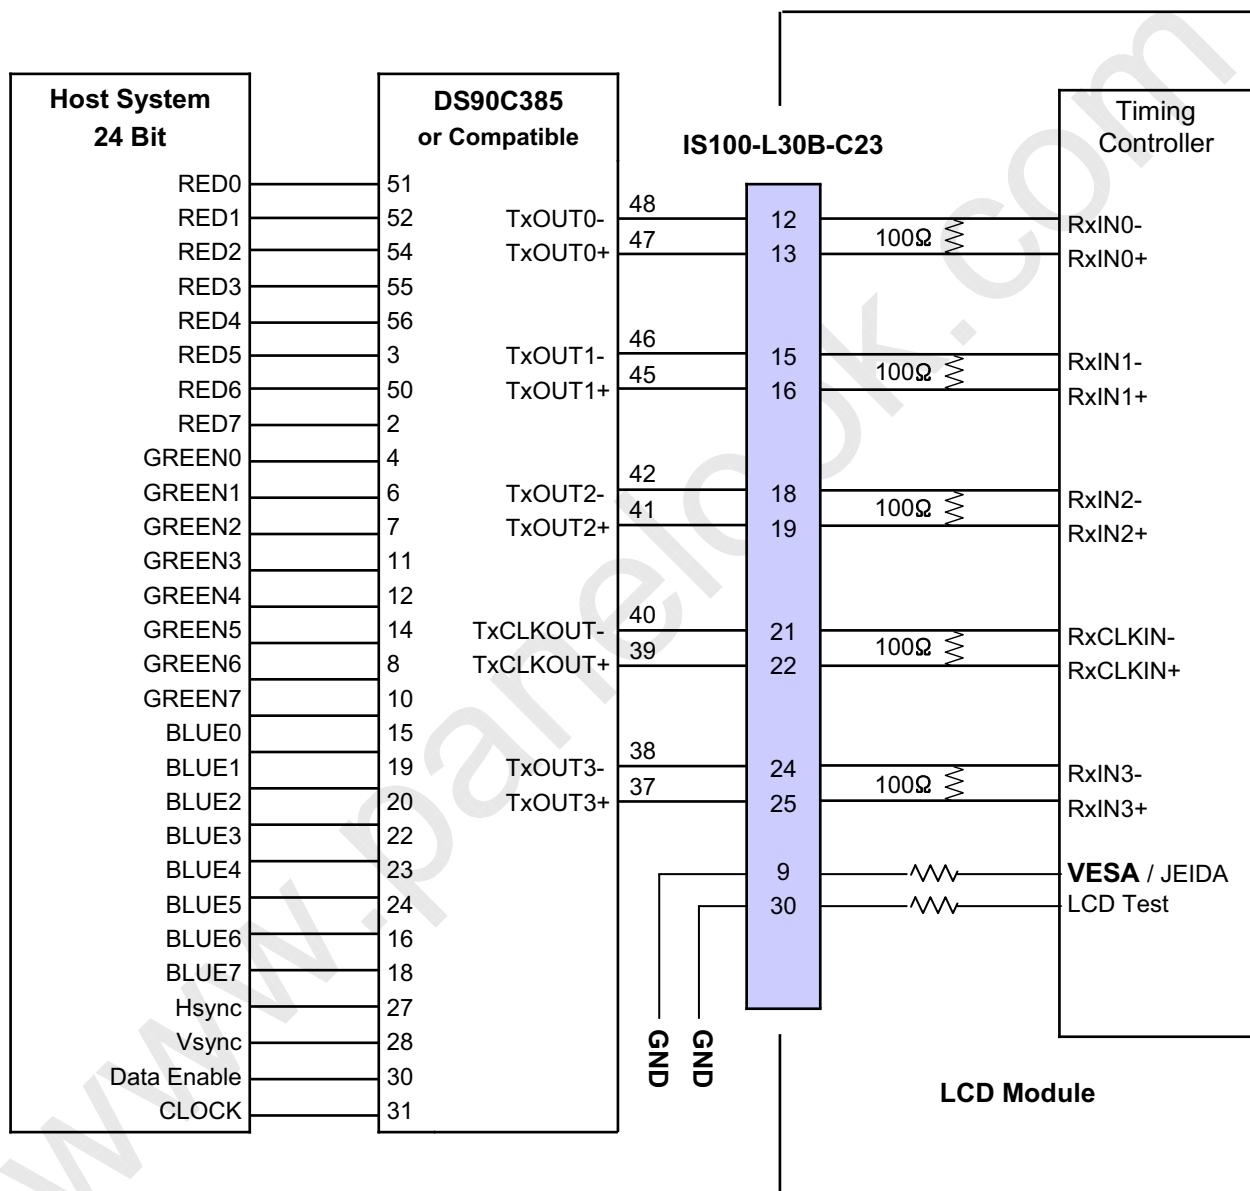 Host System
24 Bit
RED0
RED1
RED2
RED3
RED4
RED5
RED6
RED7
GREEN0
GREEN1
GREEN2
GREEN3
GREEN4
GREEN5
GREEN6
GREEN7
BLUE0
BLUE1
BLUE2
BLUE3
BLUE4
BLUE5
BLUE6
BLUE7
Hsync
Vsync
Data Enable
CLOCK
DS90C385
or Compatible
51
52
54
55
56
3
50
2
4
6
7
11
12
14
8
10
15
19
20
22
23
24
16
18
27
28
30
31
TxOUT0-
TxOUT0+
TxOUT1-
TxOUT1+
TxOUT2-
TxOUT2+
TxCLKOUT-
TxCLKOUT+
TxOUT3-
TxOUT3+
48
47
46
45
42
41
40
39
38
37
GND
GND
IS100-L30B-C23
12
13
15
16
18
19
21
22
24
25
9
30
100Ω
100Ω
100Ω
100Ω
100Ω
Timing
Controller
RxIN0-
RxIN0+
RxIN1-
RxIN1+
RxIN2-
RxIN2+
RxCLKIN-
RxCLKIN+
RxIN3-
RxIN3+
VESA / JEIDA
LCD Test
LCD Module
www.panelook.com